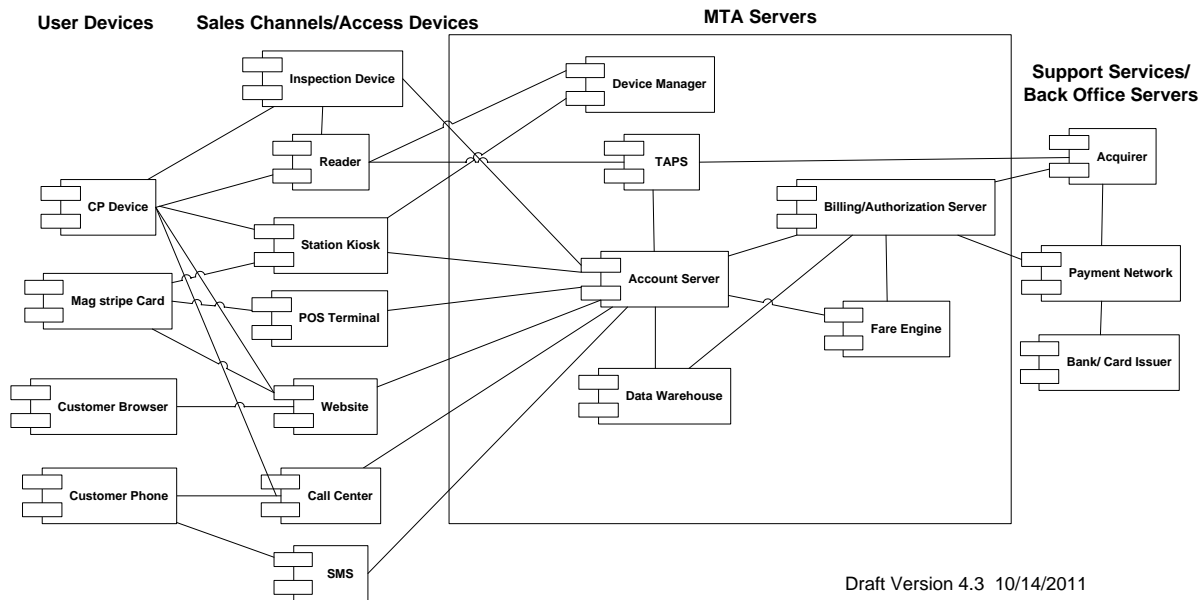 User Devices
Sales Channels/Access Devices
MTA Servers
Support Services/
Back Office Servers
Inspection Device
Device Manager
Reader
TAPS
Acquirer
CP Device
Billing/Authorization Server
Station Kiosk
Account Server
Payment Network
Mag stripe Card
POS Terminal
Fare Engine
Bank/ Card Issuer
Customer Browser
Website
Data Warehouse
Customer Phone
Call Center
SMS
Draft Version 4.3 10/14/2011